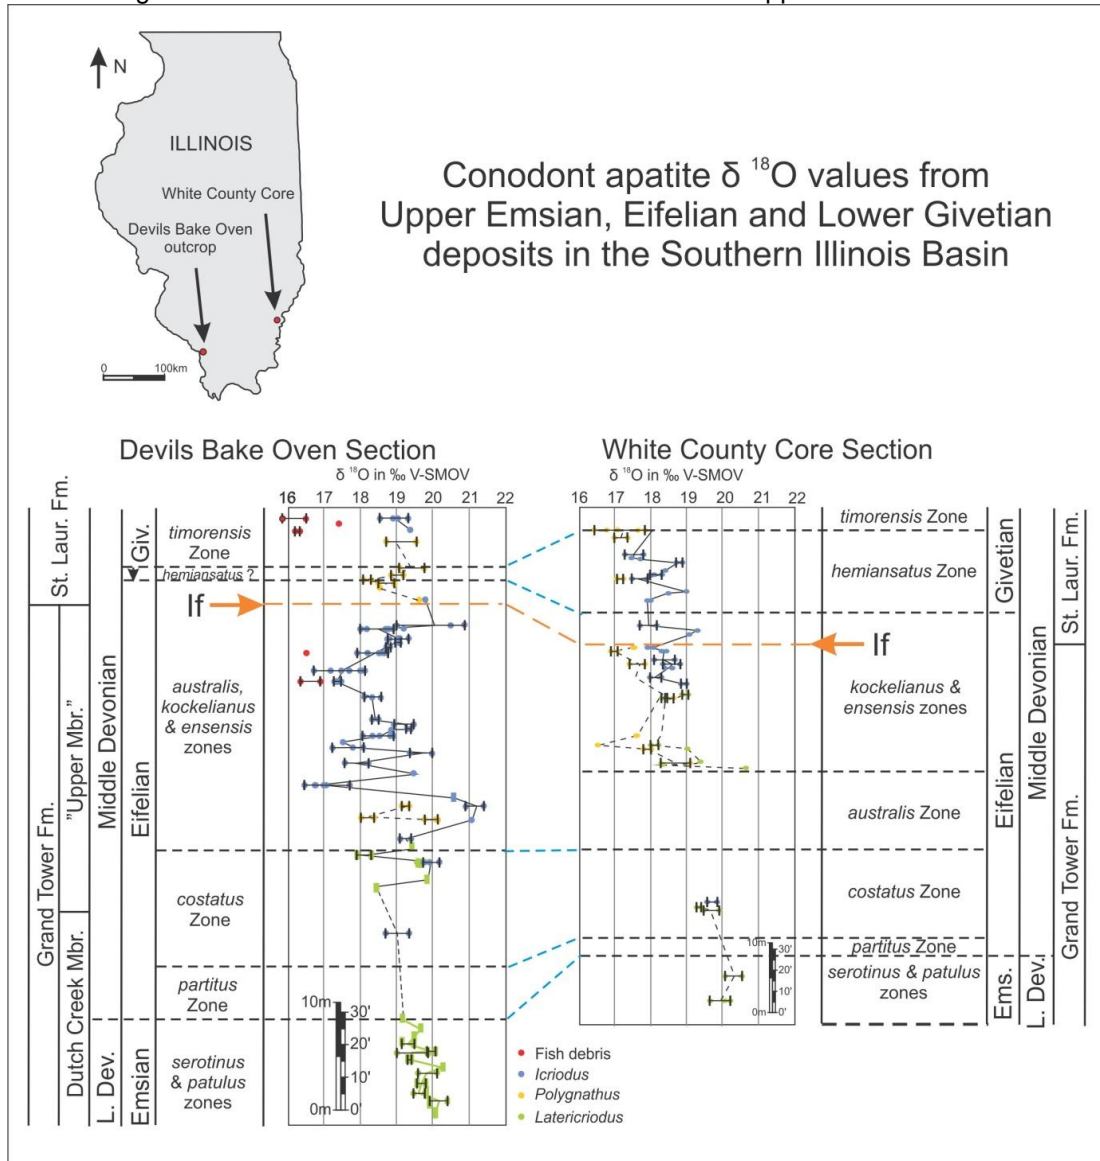 N
ILLINOIS
White County Core
Devils Bake Oven
outcrop
0 100km
Conodont apatite δ ¹⁸O values from
Upper Emsian, Eifelian and Lower Givetian
deposits in the Southern Illinois Basin
Devils Bake Oven Section
δ ¹⁸O in ‰ V-SMOV
16 17 18 19 20 21 22
White County Core Section
δ ¹⁸O in ‰ V-SMOV
16 17 18 19 20 21 22
St. Laur. Fm.
Grand Tower Fm.
"Upper Mbr."
Dutch Creek Mbr.
Middle Devonian
L. Dev.
Giv.
Eifelian
Emsian
timorensis
Zone
hemiansatus ?
If
australis,
kockelianus
& ensensis
zones
costatus
Zone
partitus
Zone
serotinus
& patulus
zones
10m
0m
30'
20'
10'
0'
Fish debris
Icriodus
Polygnathus
Latericriodus
10m
0m
30'
20'
10'
0'
timorensis Zone
hemiansatus Zone
If
kockelianus &
ensensis zones
australis Zone
costatus Zone
partitus Zone
serotinus & patulus
zones
Givetian
Eifelian
Ems.
Middle Devonian
L. Dev.
St. Laur. Fm.
Grand Tower Fm.